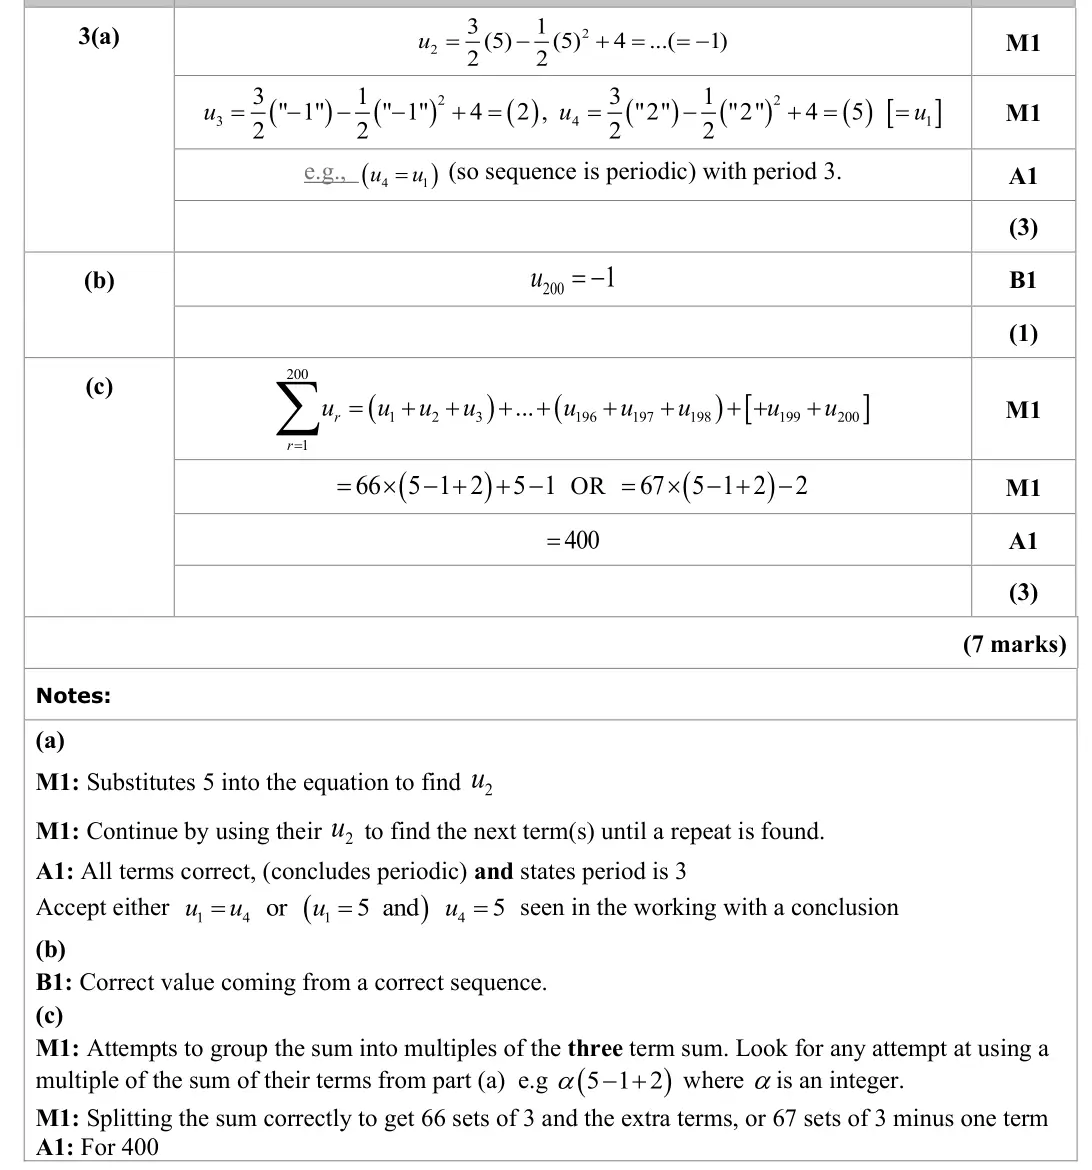 3(a) u₂ = 3/2(5) − 1/2(5)² + 4 = ...(= −1) M1
u₃ = 3/2("−1") − 1/2("−1")² + 4 = (2), u₄ = 3/2("2") − 1/2("2")² + 4 = (5) [= u₁] M1
e.g., (u₄ = u₁) (so sequence is periodic) with period 3. A1
(3)
(b) u₂₀₀ = −1 B1
(1)
(c) ∑_{r=1}^{200} uᵣ = (u₁ + u₂ + u₃) + ... + (u₁₉₆ + u₁₉₇ + u₁₉₈) + [+u₁₉₉ + u₂₀₀] M1
= 66×(5−1+2)+5−1 OR = 67×(5−1+2)−2 M1
= 400 A1
(3)
(7 marks)
Notes:
(a)
M1: Substitutes 5 into the equation to find u₂
M1: Continue by using their u₂ to find the next term(s) until a repeat is found.
A1: All terms correct, (concludes periodic) and states period is 3
Accept either u₁ = u₄ or (u₁ = 5 and) u₄ = 5 seen in the working with a conclusion
(b)
B1: Correct value coming from a correct sequence.
(c)
M1: Attempts to group the sum into multiples of the three term sum. Look for any attempt at using a
multiple of the sum of their terms from part (a) e.g α(5−1+2) where α is an integer.
M1: Splitting the sum correctly to get 66 sets of 3 and the extra terms, or 67 sets of 3 minus one term
A1: For 400